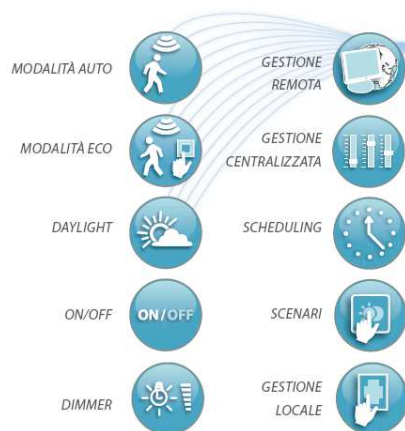 MODALITÀ AUTO
MODALITÀ ECO
DAYLIGHT
ON/OFF
ON/OFF
DIMMER
GESTIONE
REMOTA
GESTIONE
CENTRALIZZATA
SCHEDULING
SCENARI
GESTIONE
LOCALE